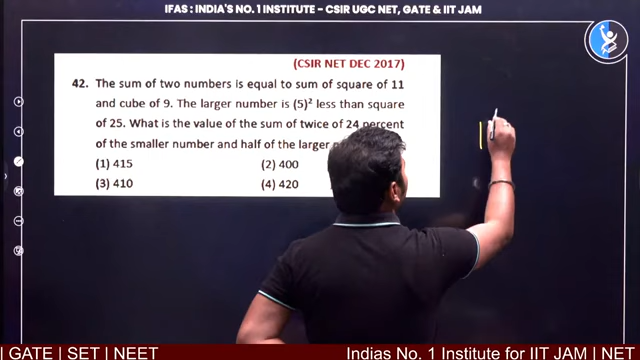 IFAS : INDIA'S NO. 1 INSTITUTE – CSIR UGC NET, GATE & IIT JAM
(CSIR NET DEC 2017)
42. The sum of two numbers is equal to sum of square of 11
and cube of 9. The larger number is (5)² less than square
of 25. What is the value of the sum of twice of 24 percent
of the smaller number and half of the larger
(1) 415 (2) 400
(3) 410 (4) 420
| GATE | SET | NEET Indias No. 1 Institute for IIT JAM | NET